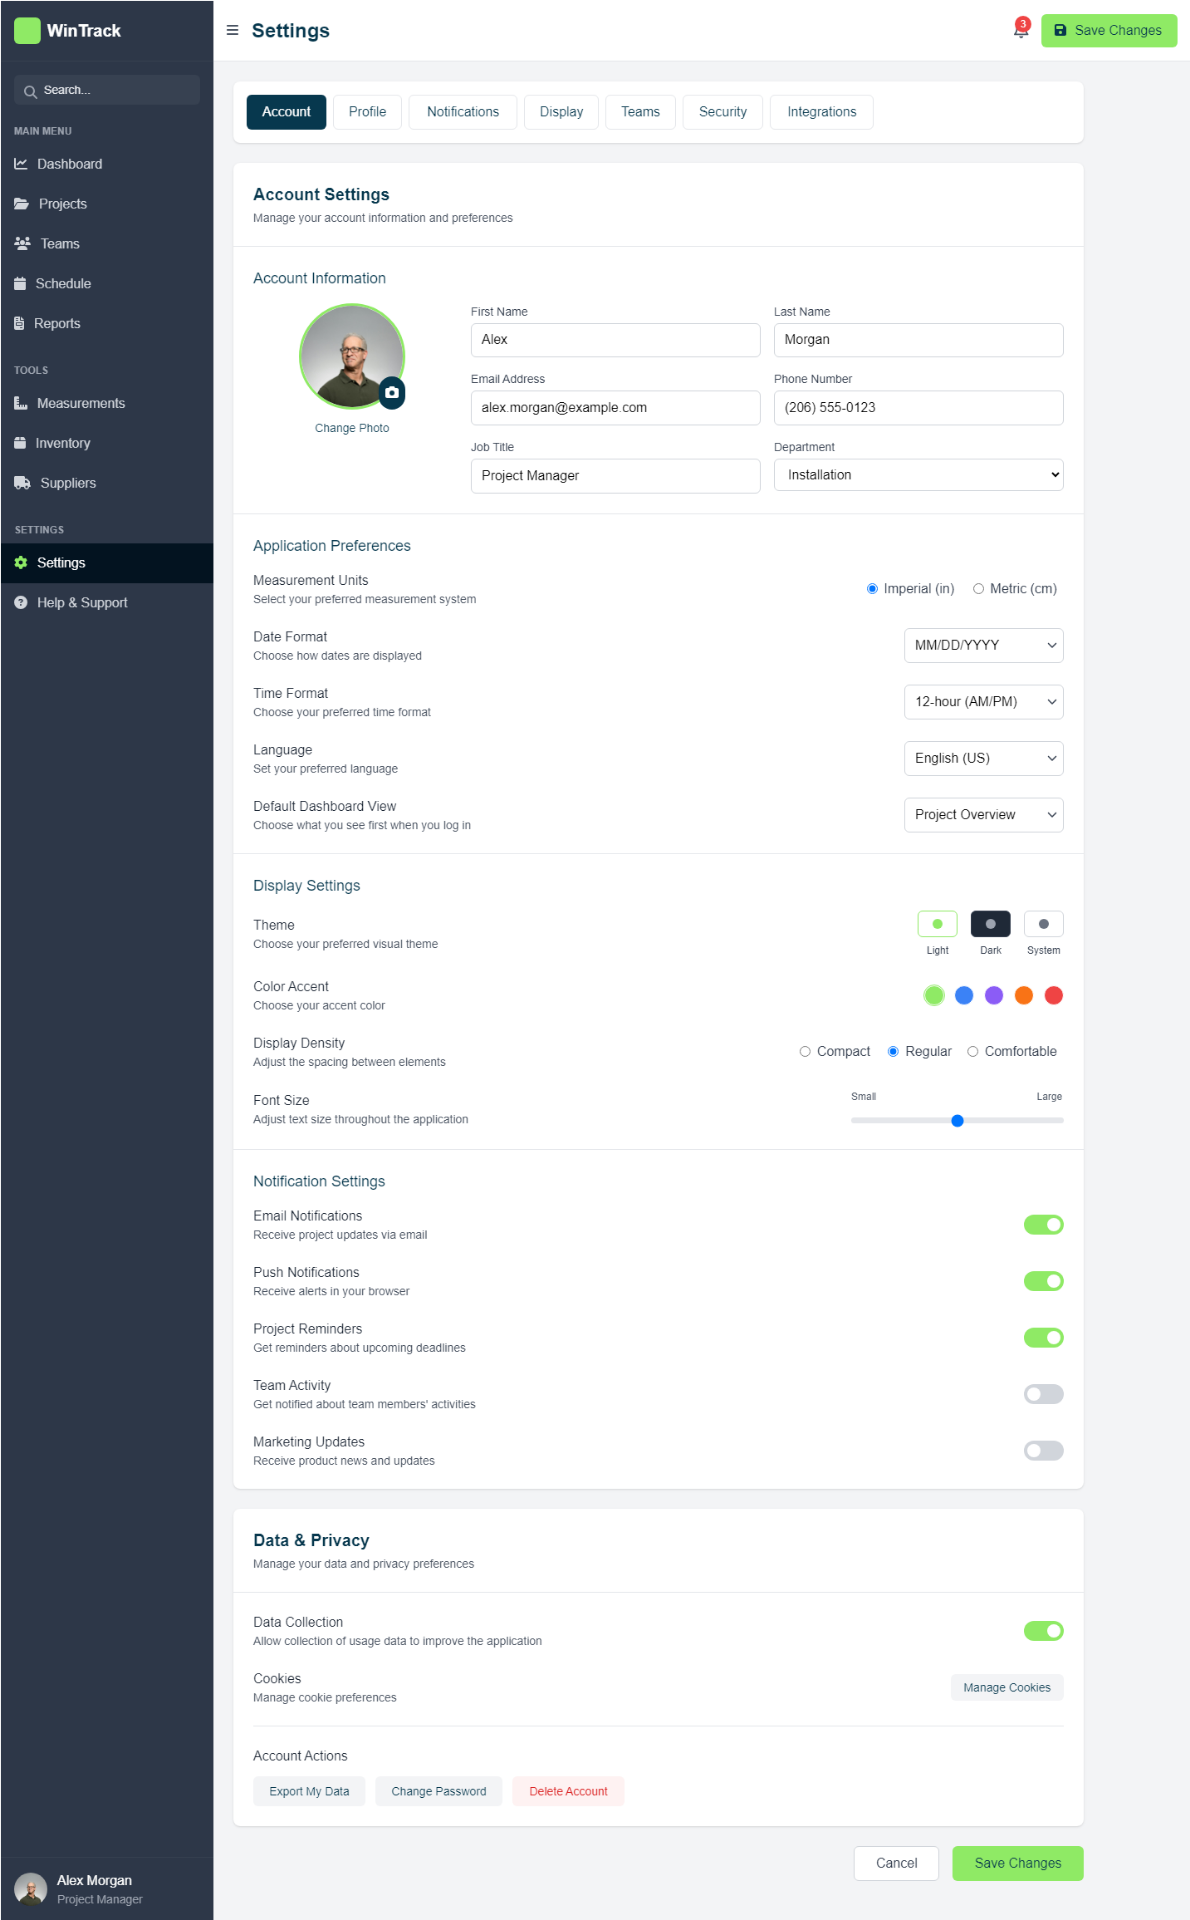 WinTrack
Search...
MAIN MENU
Dashboard
Projects
Teams
Schedule
Reports
TOOLS
Measurements
Inventory
Suppliers
SETTINGS
Settings
Help & Support
Alex Morgan
Project Manager
Settings
3
Save Changes
Account
Profile
Notifications
Display
Teams
Security
Integrations
Account Settings
Manage your account information and preferences
Account Information
Change Photo
First Name
Alex
Last Name
Morgan
Email Address
alex.morgan@example.com
Phone Number
(206) 555-0123
Job Title
Project Manager
Department
Installation
Application Preferences
Measurement Units
Select your preferred measurement system
Imperial (in)
Metric (cm)
Date Format
Choose how dates are displayed
MM/DD/YYYY
Time Format
Choose your preferred time format
12-hour (AM/PM)
Language
Set your preferred language
English (US)
Default Dashboard View
Choose what you see first when you log in
Project Overview
Display Settings
Theme
Choose your preferred visual theme
Light
Dark
System
Color Accent
Choose your accent color
Display Density
Adjust the spacing between elements
Compact
Regular
Comfortable
Font Size
Adjust text size throughout the application
Small
Large
Notification Settings
Email Notifications
Receive project updates via email
Push Notifications
Receive alerts in your browser
Project Reminders
Get reminders about upcoming deadlines
Team Activity
Get notified about team members' activities
Marketing Updates
Receive product news and updates
Data & Privacy
Manage your data and privacy preferences
Data Collection
Allow collection of usage data to improve the application
Cookies
Manage cookie preferences
Manage Cookies
Account Actions
Export My Data
Change Password
Delete Account
Cancel
Save Changes